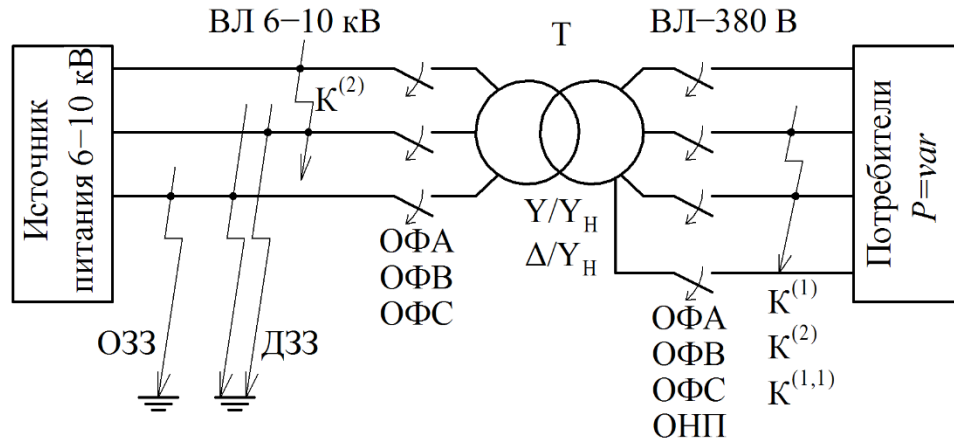 ВЛ 6−10 кВ
Т
ВЛ−380 В
Источник
питания 6−10 кВ
К(2)
Потребители
P=var
Y/YН
Δ/YН
ОФА
ОФВ
ОФС
ОЗЗ
ДЗЗ
ОФА
ОФВ
ОФС
ОНП
К(1)
К(2)
К(1,1)